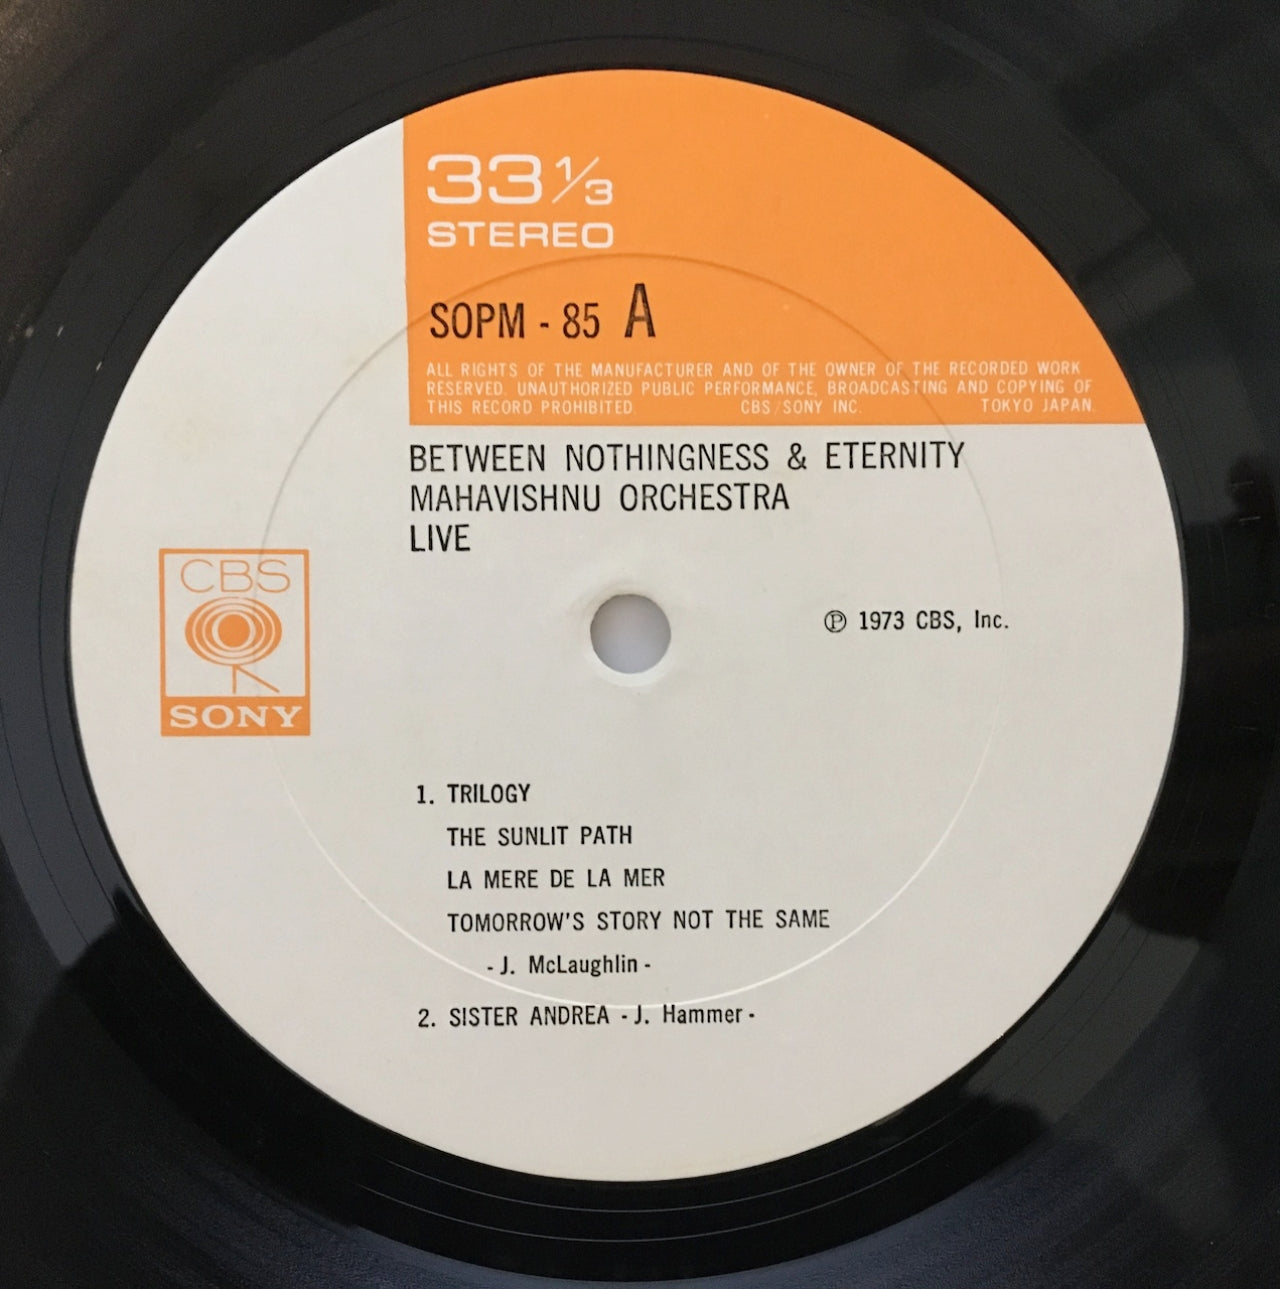 33 1/3
STEREO
SOPM - 85 A
ALL RIGHTS OF THE MANUFACTURER AND OF THE OWNER OF THE RECORDED WORK
RESERVED. UNAUTHORIZED PUBLIC PERFORMANCE, BROADCASTING AND COPYING OF
THIS RECORD PROHIBITED. CBS/SONY INC. TOKYO JAPAN.
BETWEEN NOTHINGNESS & ETERNITY
MAHAVISHNU ORCHESTRA
LIVE
CBS
SONY
℗ 1973 CBS, Inc.
1. TRILOGY
THE SUNLIT PATH
LA MERE DE LA MER
TOMORROW'S STORY NOT THE SAME
- J. McLaughlin -
2. SISTER ANDREA - J. Hammer -